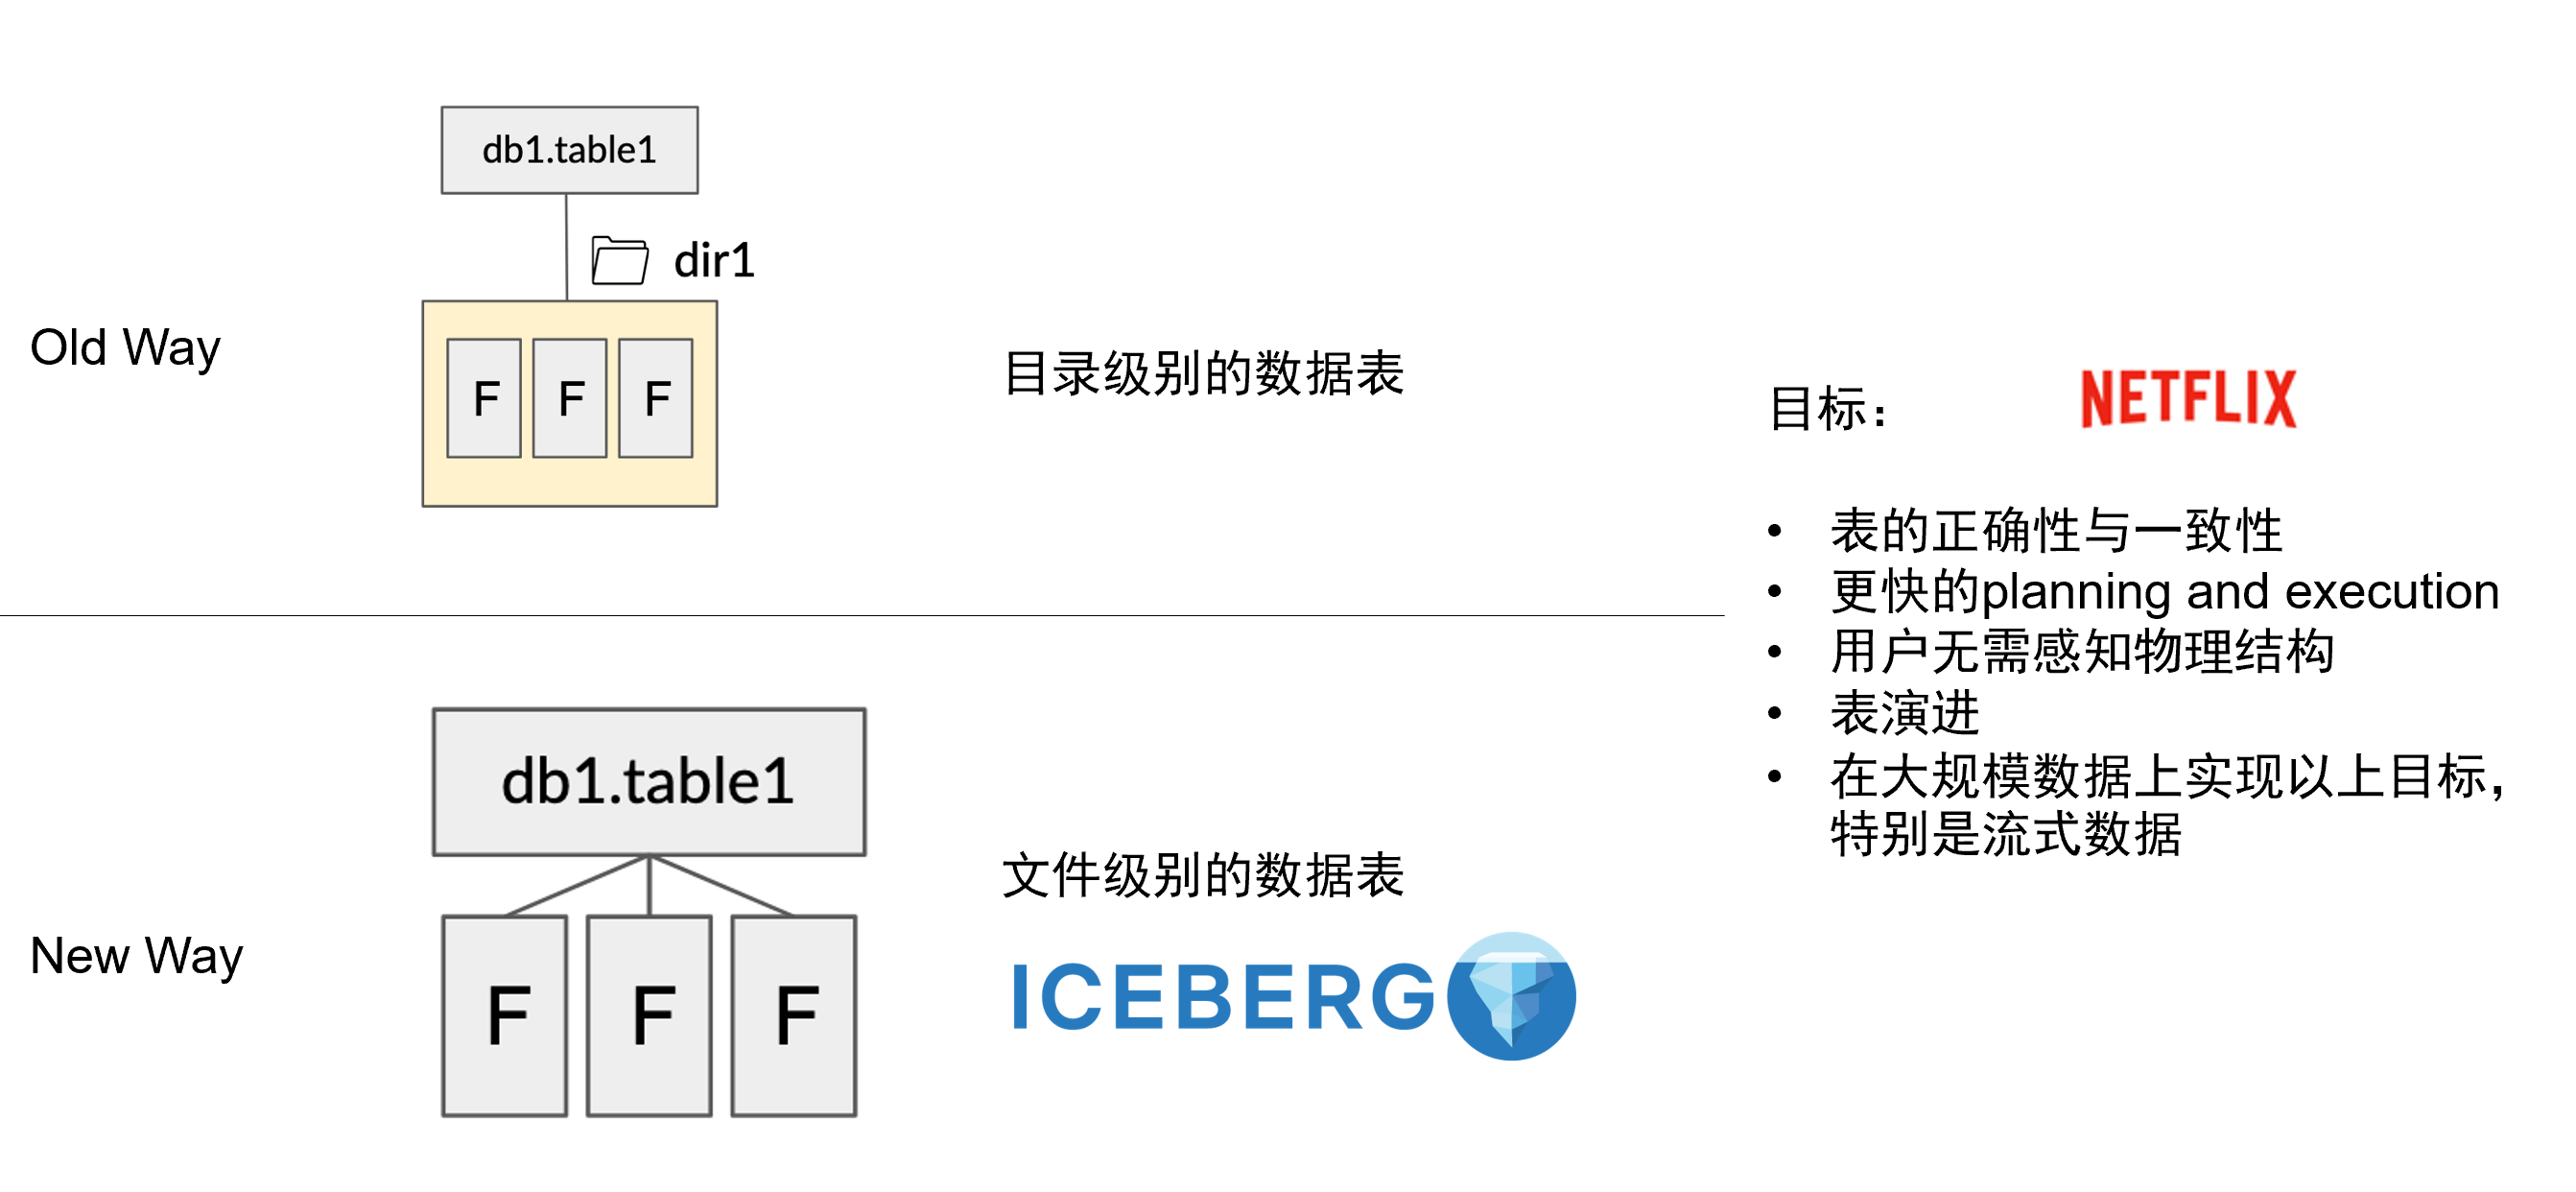 db1.table1
dir1
Old Way
F F F
目录级别的数据表
db1.table1
New Way
F F F
文件级别的数据表
ICEBERG
目标：
NETFLIX
• 表的正确性与一致性
• 更快的planning and execution
• 用户无需感知物理结构
• 表演进
• 在大规模数据上实现以上目标，
特别是流式数据